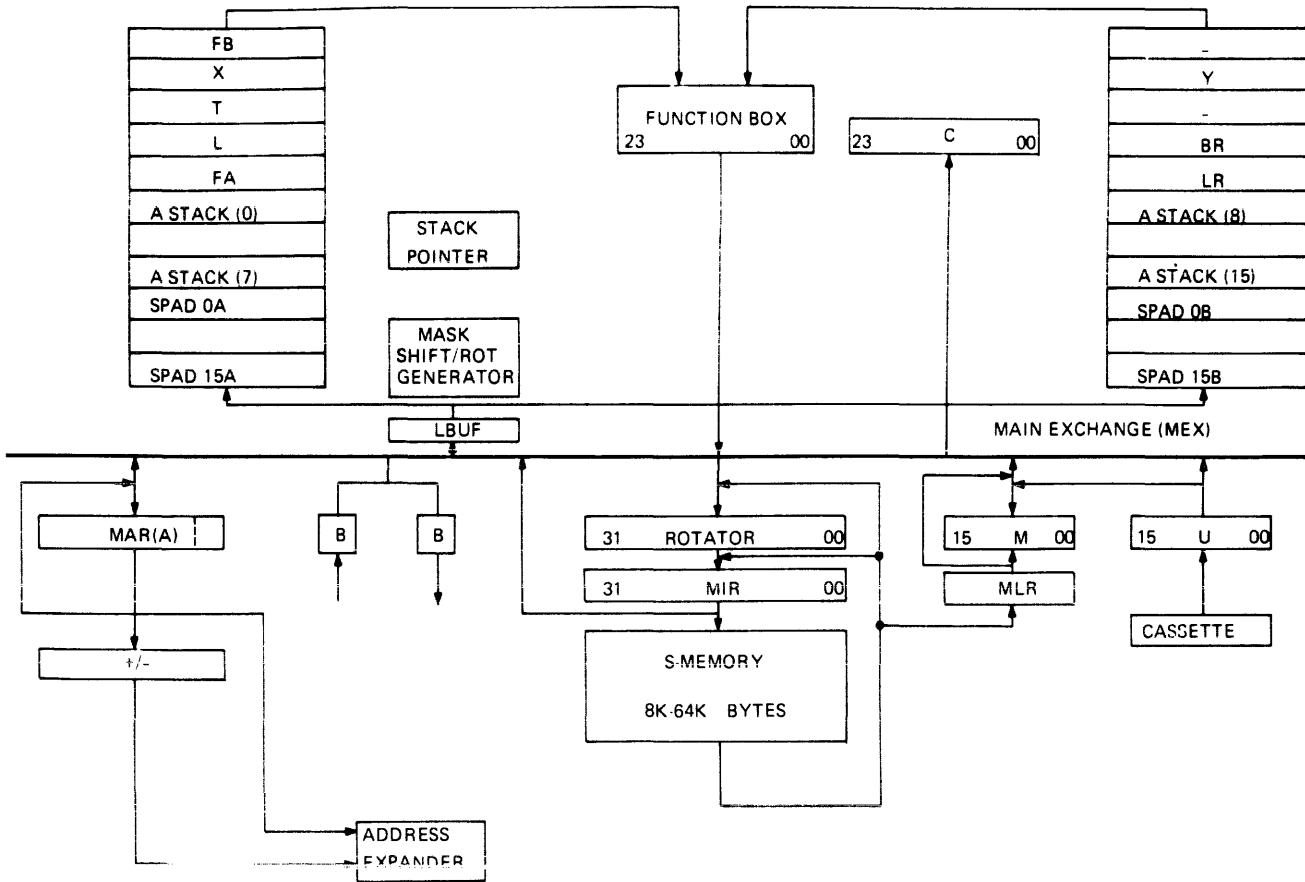 FB
X
T
L
FA
A STACK (0)
A STACK (7)
SPAD 0A
SPAD 15A
STACK
POINTER
MASK
SHIFT/ROT
GENERATOR
LBUF
FUNCTION BOX
23 00
23 C 00
–
Y
–
BR
LR
A STACK (8)
A STACK (15)
SPAD 0B
SPAD 15B
MAIN EXCHANGE (MEX)
MAR(A)
+/-
B
B
31 ROTATOR 00
31 MIR 00
S-MEMORY
8K-64K BYTES
15 M 00
MLR
15 U 00
CASSETTE
ADDRESS
EXPANDER